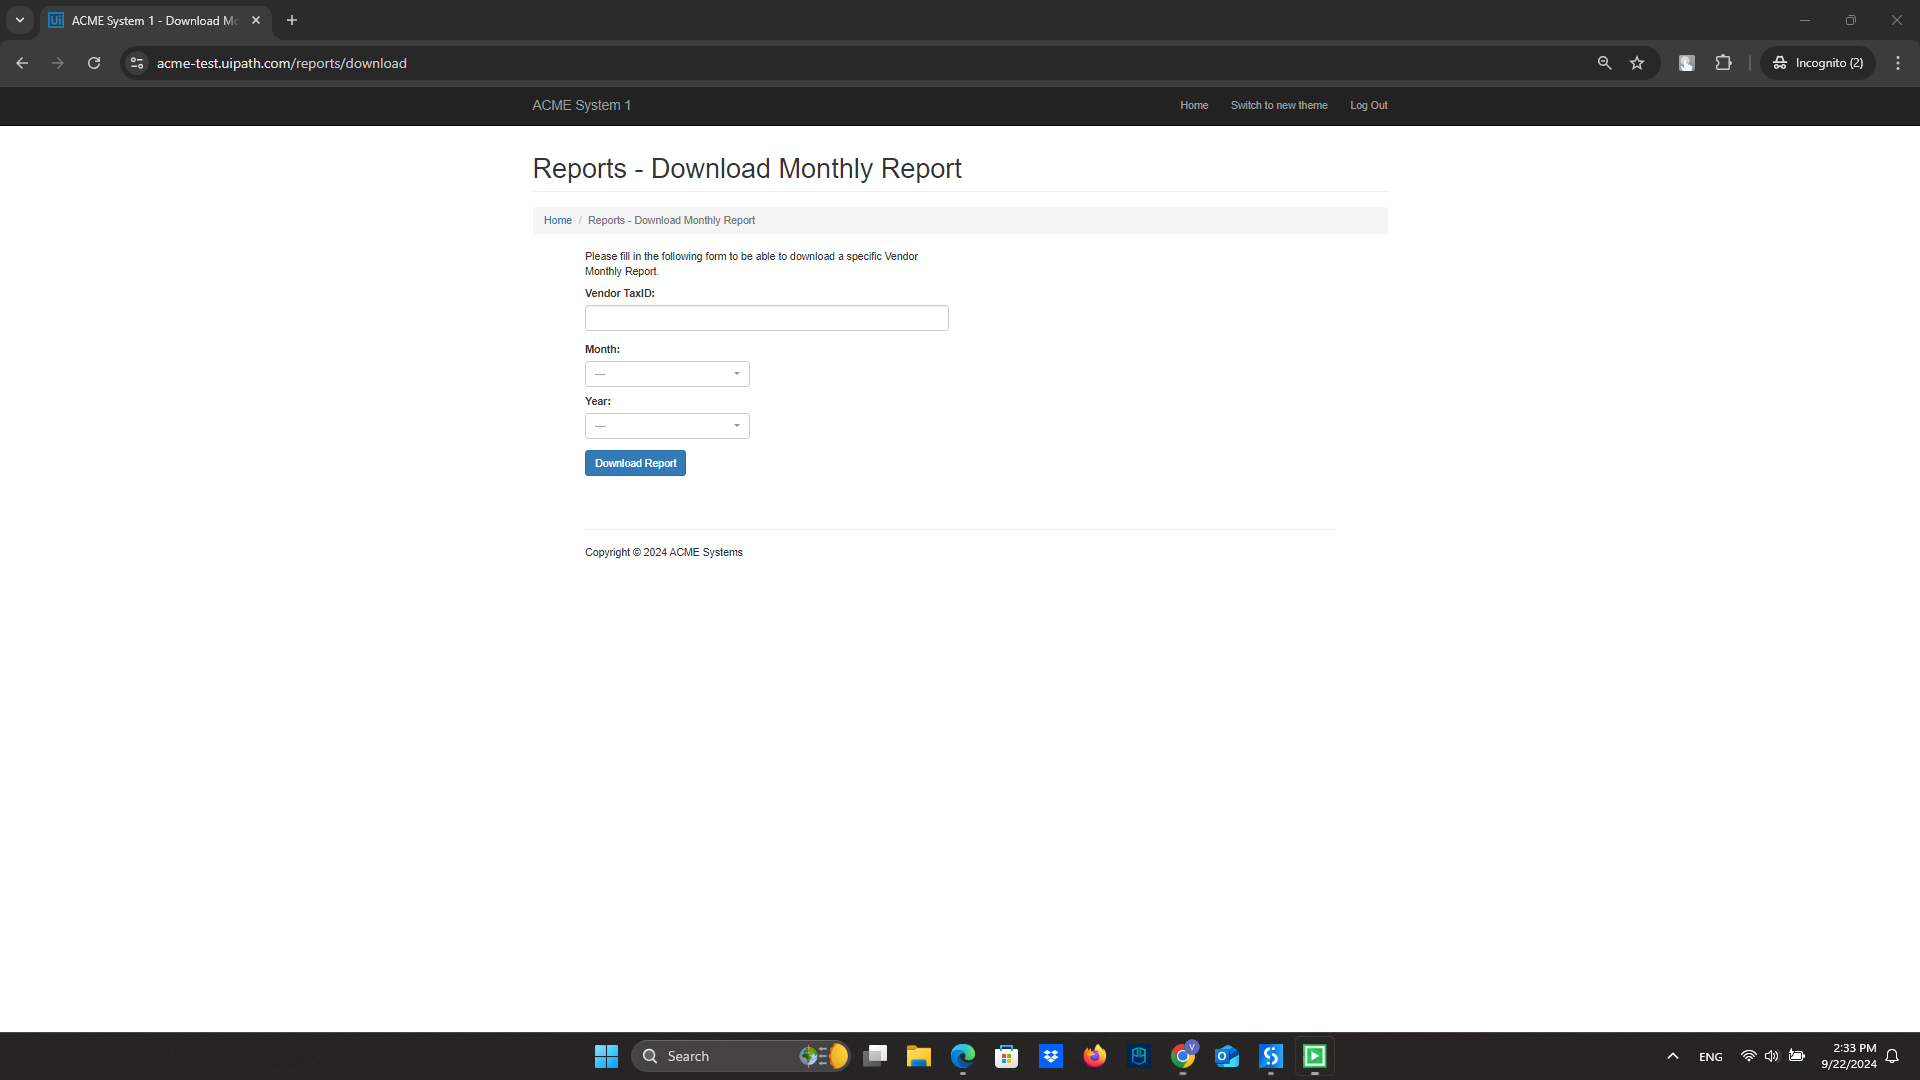 ACME System 1 - Download Mo
acme-test.uipath.com/reports/download
Incognito (2)
ACME System 1
Home
Switch to new theme
Log Out
Reports - Download Monthly Report
Home / Reports - Download Monthly Report
Please fill in the following form to be able to download a specific Vendor
Monthly Report.
Vendor TaxID:
Month:
---
Year:
---
Download Report
Copyright © 2024 ACME Systems
Search
ENG
2:33 PM
9/22/2024